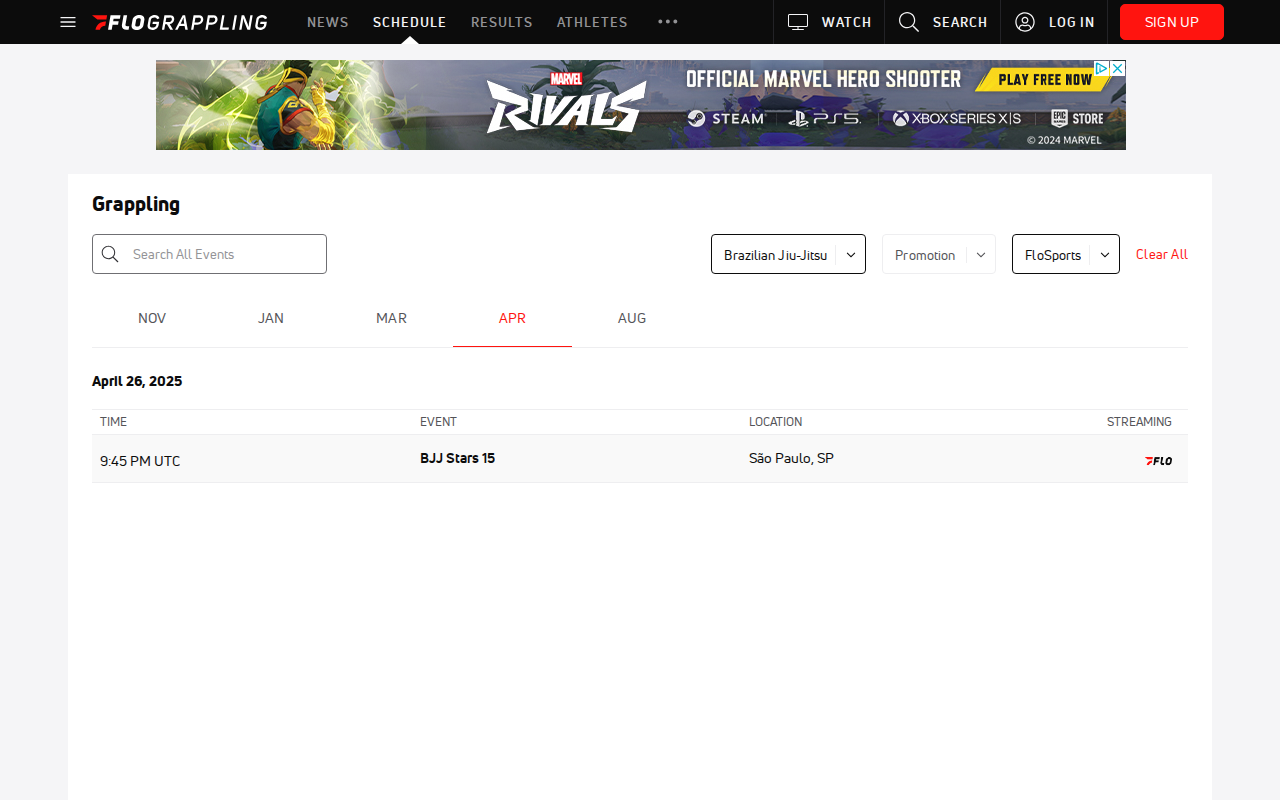 FLOGRAPPLING NEWS SCHEDULE RESULTS ATHLETES WATCH SEARCH LOG IN SIGN UP
MARVEL
RIVALS
OFFICIAL MARVEL HERO SHOOTER PLAY FREE NOW
STEAM PS5 XBOX SERIES X|S EPIC GAMES STORE
© 2024 MARVEL
Grappling
Search All Events Brazilian Jiu-Jitsu Promotion FloSports Clear All
NOV JAN MAR APR AUG
April 26, 2025
TIME EVENT LOCATION STREAMING
9:45 PM UTC BJJ Stars 15 São Paulo, SP FLO